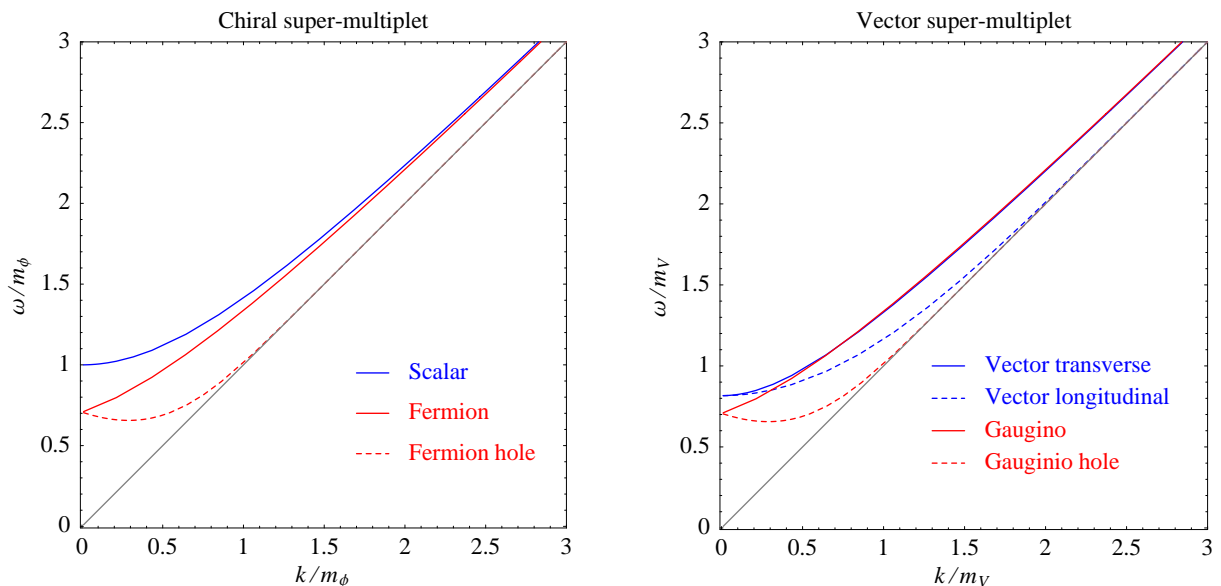 Chiral super-multiplet
3
2.5
2
1.5
1
0.5
0
0 0.5 1 1.5 2 2.5 3
ω/m_ϕ
k/m_ϕ
Scalar
Fermion
Fermion hole
Vector super-multiplet
3
2.5
2
1.5
1
0.5
0
0 0.5 1 1.5 2 2.5 3
ω/m_V
k/m_V
Vector transverse
Vector longitudinal
Gaugino
Gauginio hole